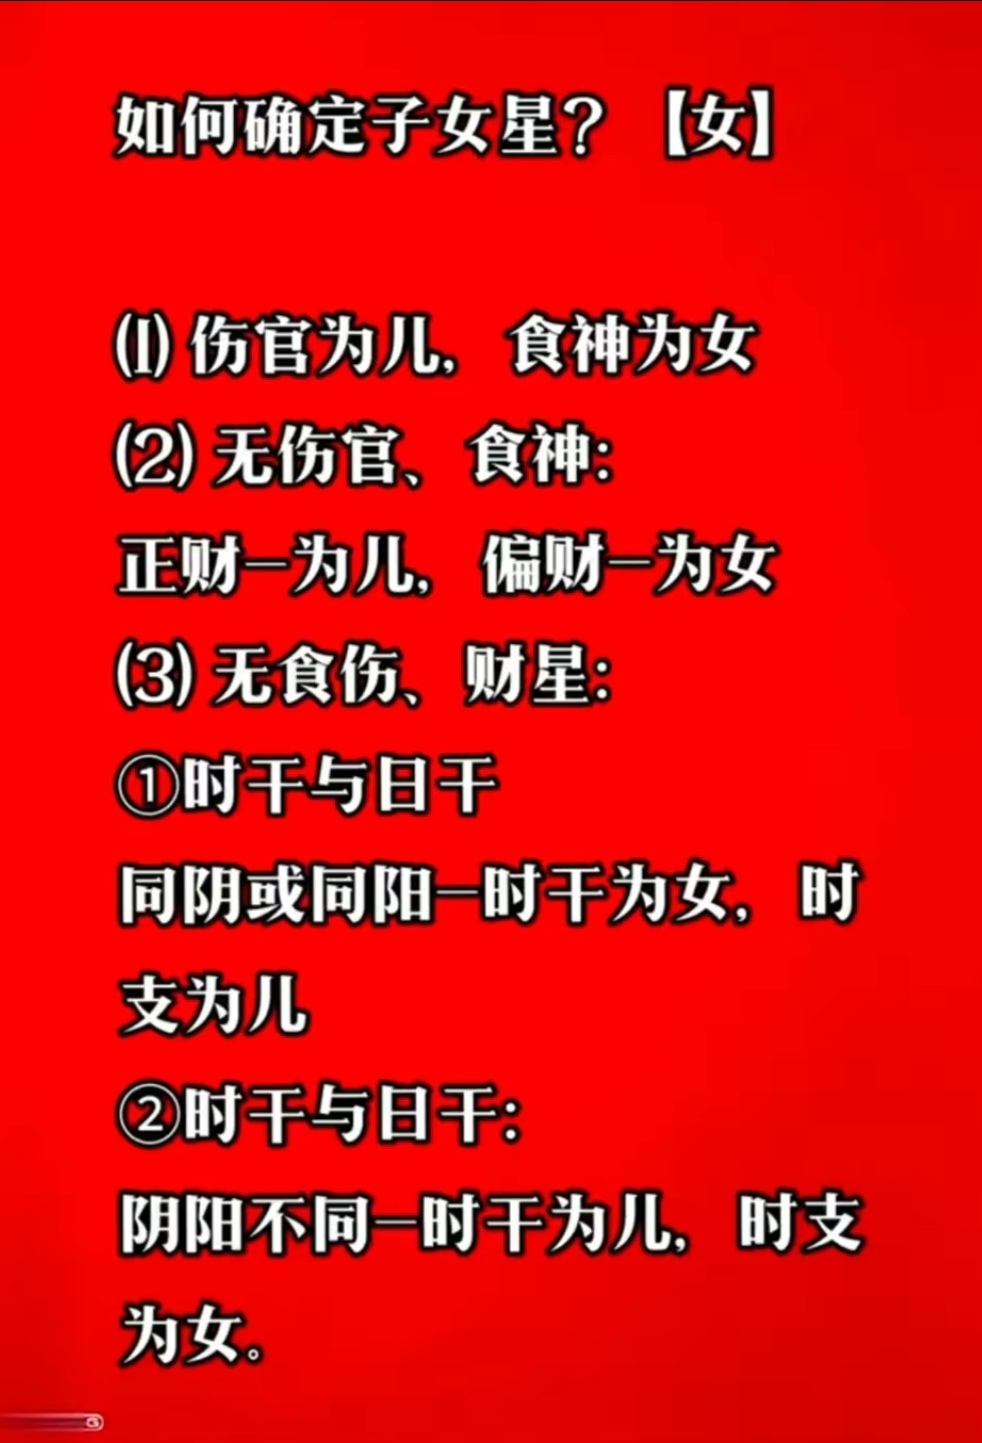 如何确定子女星？【女】
(1) 伤官为儿，食神为女
(2) 无伤官、食神：
正财—为儿，偏财—为女
(3) 无食伤、财星：
①时干与日干
同阴或同阳—时干为女，时
支为儿
②时干与日干：
阴阳不同—时干为儿，时支
为女。